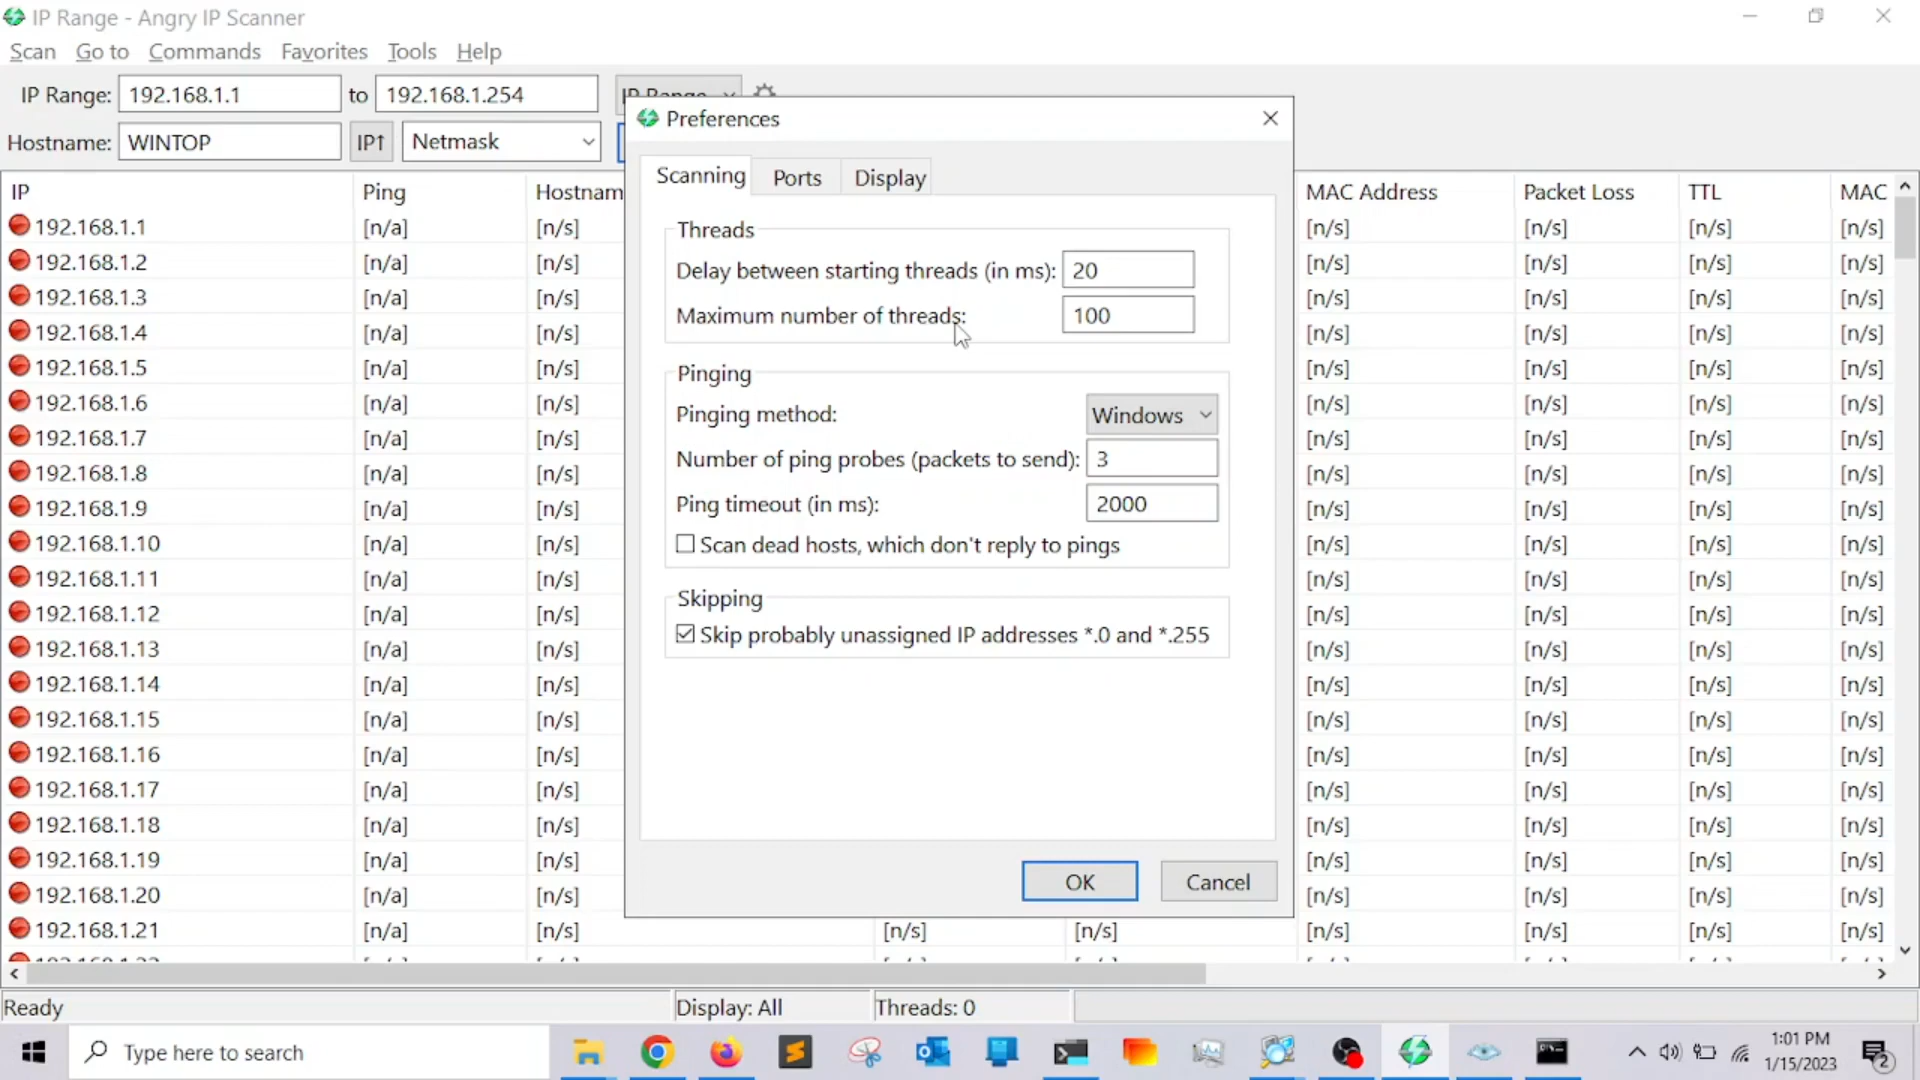 IP Range - Angry IP Scanner
Scan Go to Commands Favorites Tools Help
IP Range: 192.168.1.1 to 192.168.1.254 IP Range
Hostname: WINTOP IP↑ Netmask
IP Ping Hostnam MAC Address Packet Loss TTL MAC
192.168.1.1 [n/a] [n/s] [n/s] [n/s] [n/s] [n/s]
192.168.1.2 [n/a] [n/s] [n/s] [n/s] [n/s] [n/s]
192.168.1.3 [n/a] [n/s] [n/s] [n/s] [n/s] [n/s]
192.168.1.4 [n/a] [n/s] [n/s] [n/s] [n/s] [n/s]
192.168.1.5 [n/a] [n/s] [n/s] [n/s] [n/s] [n/s]
192.168.1.6 [n/a] [n/s] [n/s] [n/s] [n/s] [n/s]
192.168.1.7 [n/a] [n/s] [n/s] [n/s] [n/s] [n/s]
192.168.1.8 [n/a] [n/s] [n/s] [n/s] [n/s] [n/s]
192.168.1.9 [n/a] [n/s] [n/s] [n/s] [n/s] [n/s]
192.168.1.10 [n/a] [n/s] [n/s] [n/s] [n/s] [n/s]
192.168.1.11 [n/a] [n/s] [n/s] [n/s] [n/s] [n/s]
192.168.1.12 [n/a] [n/s] [n/s] [n/s] [n/s] [n/s]
192.168.1.13 [n/a] [n/s] [n/s] [n/s] [n/s] [n/s]
192.168.1.14 [n/a] [n/s] [n/s] [n/s] [n/s] [n/s]
192.168.1.15 [n/a] [n/s] [n/s] [n/s] [n/s] [n/s]
192.168.1.16 [n/a] [n/s] [n/s] [n/s] [n/s] [n/s]
192.168.1.17 [n/a] [n/s] [n/s] [n/s] [n/s] [n/s]
192.168.1.18 [n/a] [n/s] [n/s] [n/s] [n/s] [n/s]
192.168.1.19 [n/a] [n/s] [n/s] [n/s] [n/s] [n/s]
192.168.1.20 [n/a] [n/s] [n/s] [n/s] [n/s] [n/s]
192.168.1.21 [n/a] [n/s] [n/s] [n/s] [n/s] [n/s] [n/s] [n/s]
Preferences
Scanning Ports Display
Threads
Delay between starting threads (in ms): 20
Maximum number of threads: 100
Pinging
Pinging method: Windows
Number of ping probes (packets to send): 3
Ping timeout (in ms): 2000
Scan dead hosts, which don't reply to pings
Skipping
Skip probably unassigned IP addresses *.0 and *.255
OK Cancel
Ready Display: All Threads: 0
Type here to search
1:01 PM
1/15/2023
2